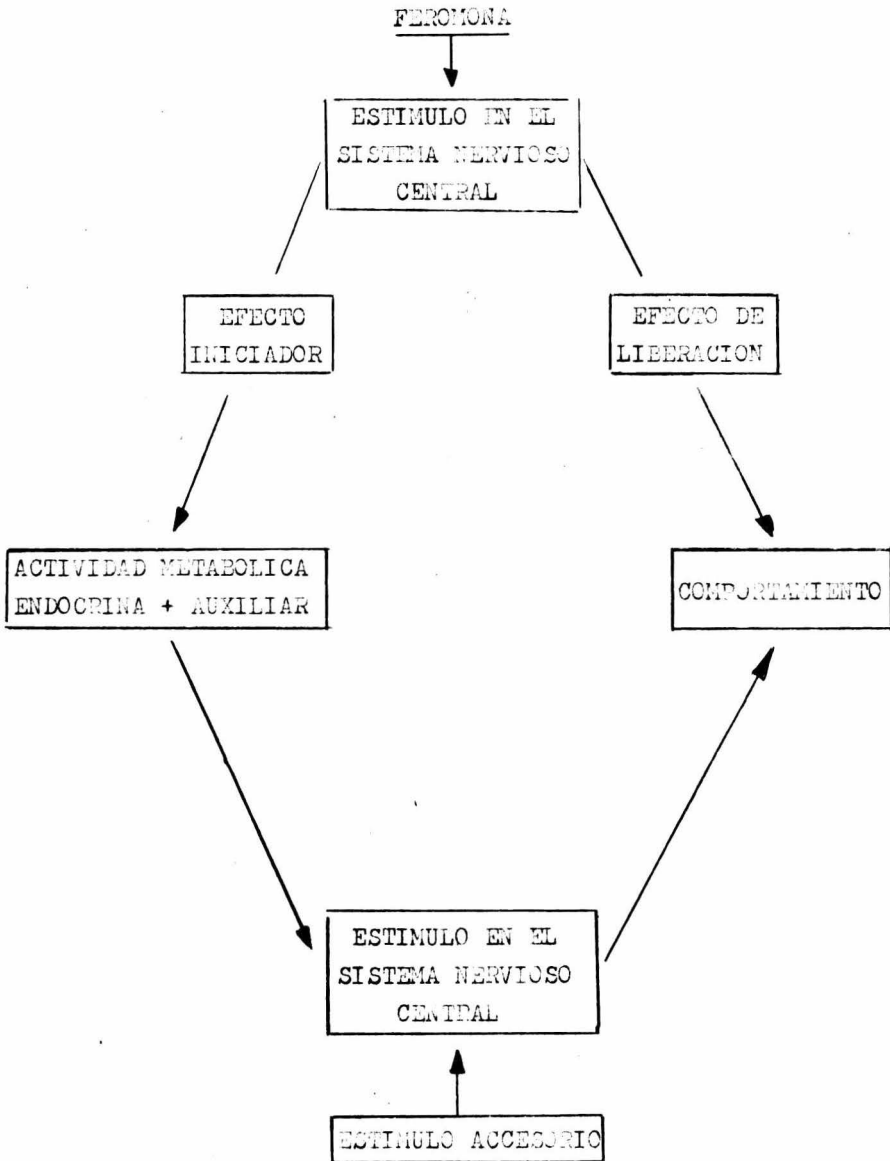 FEROMONA
ESTIMULO EN EL
SISTEMA NERVIOSO
CENTRAL
EFECTO
INICIADOR
EFECTO DE
LIBERACION
ACTIVIDAD METABOLICA
ENDOCRINA + AUXILIAR
COMPORTAMIENTO
ESTIMULO EN EL
SISTEMA NERVIOSO
CENTRAL
ESTIMULO ACCESORIO